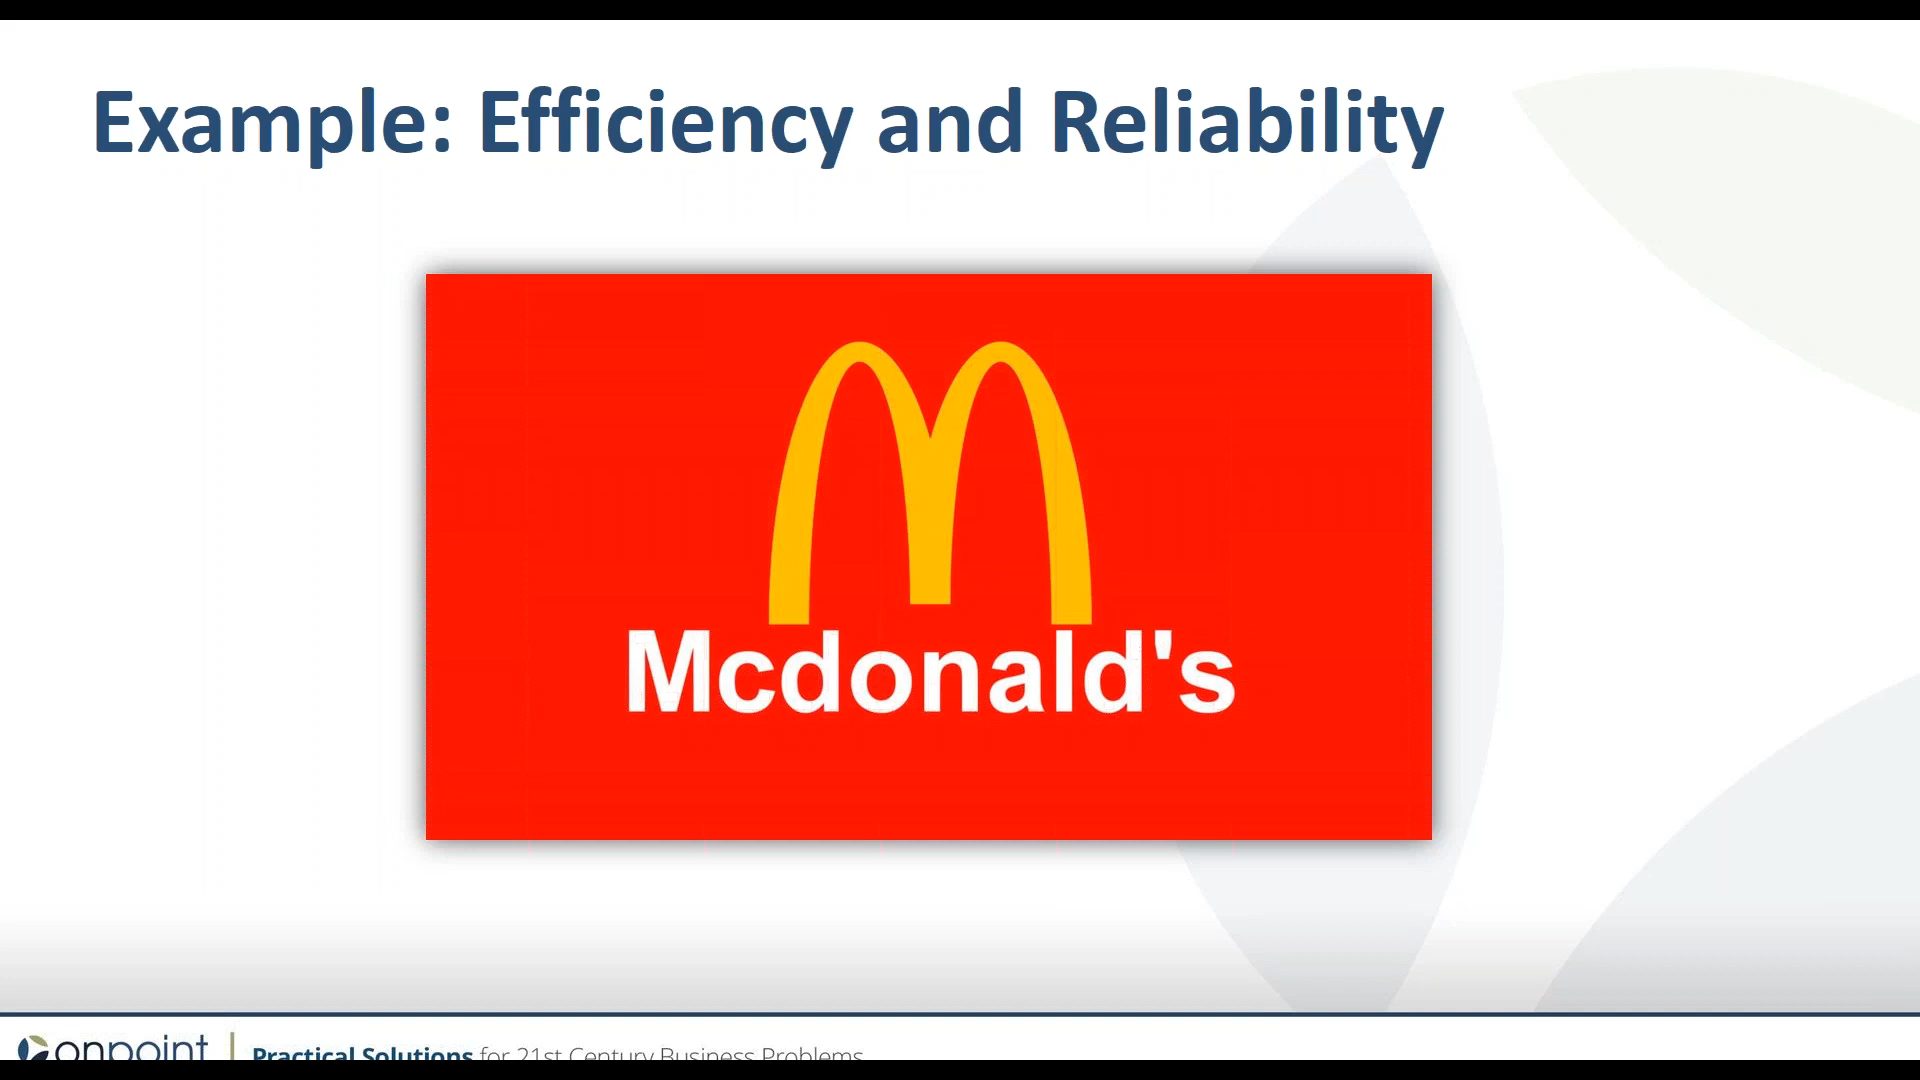 Example: Efficiency and Reliability
Mcdonald's
onpoint
Practical Solutions for 21st Century Business Problems